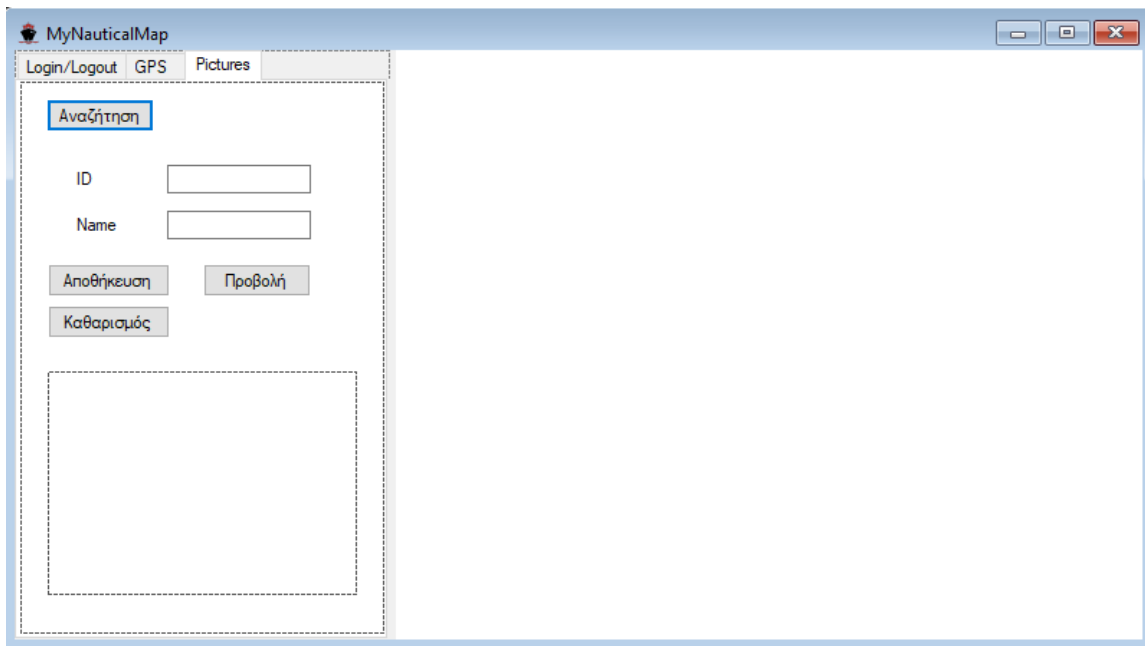 MyNauticalMap
Login/Logout GPS Pictures
Αναζήτηση
ID
Name
Αποθήκευση Προβολή
Καθαρισμός